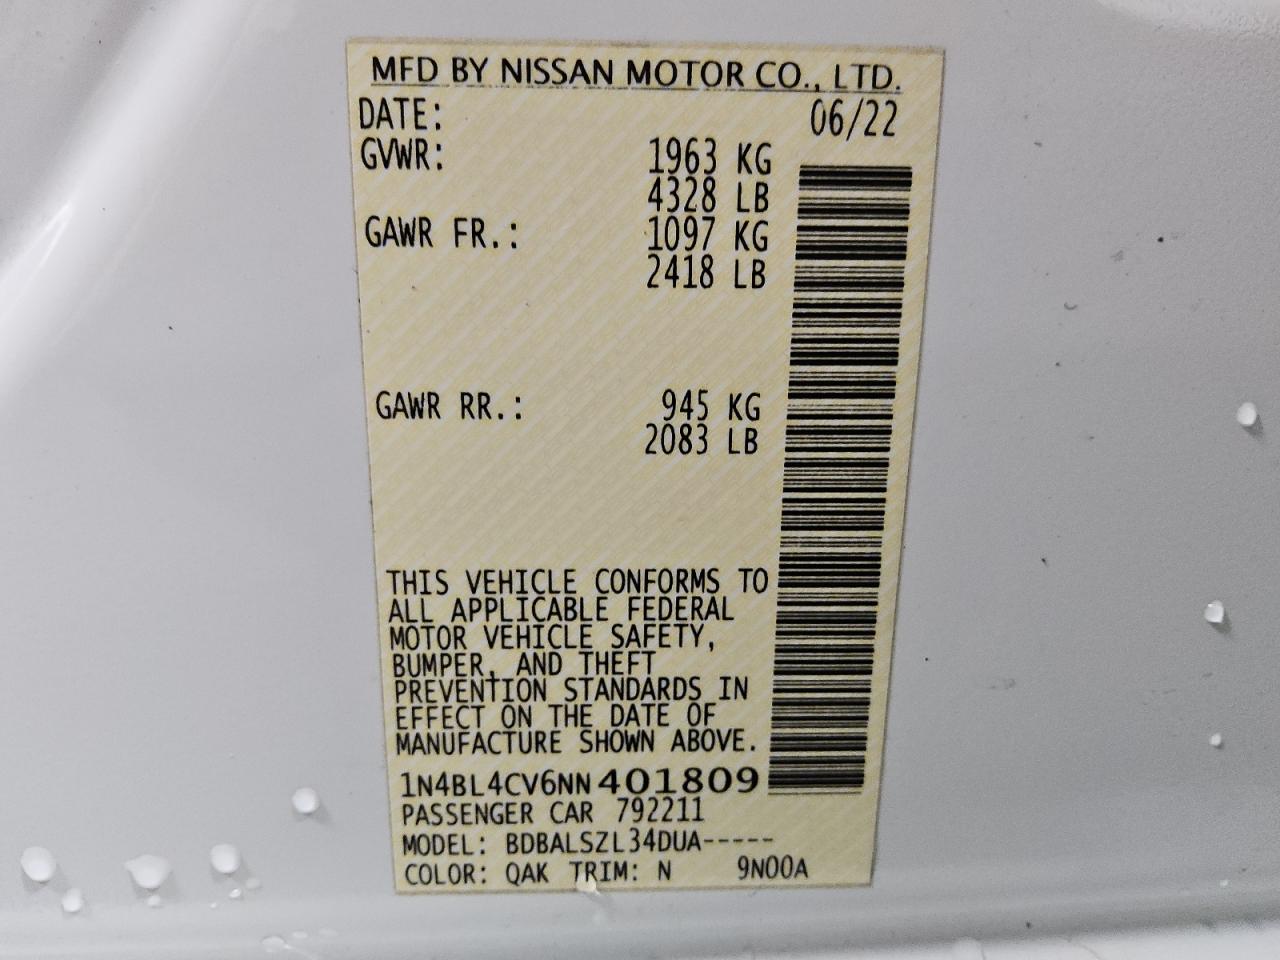 MFD BY NISSAN MOTOR CO., LTD.
DATE: 06/22
GVWR: 1963 KG
4328 LB
GAWR FR.: 1097 KG
2418 LB
GAWR RR.: 945 KG
2083 LB
THIS VEHICLE CONFORMS TO
ALL APPLICABLE FEDERAL
MOTOR VEHICLE SAFETY,
BUMPER, AND THEFT
PREVENTION STANDARDS IN
EFFECT ON THE DATE OF
MANUFACTURE SHOWN ABOVE.
1N4BL4CV6NN401809
PASSENGER CAR 792211
MODEL: BDBALSZL34DUA-----
COLOR: QAK TRIM: N 9N00A